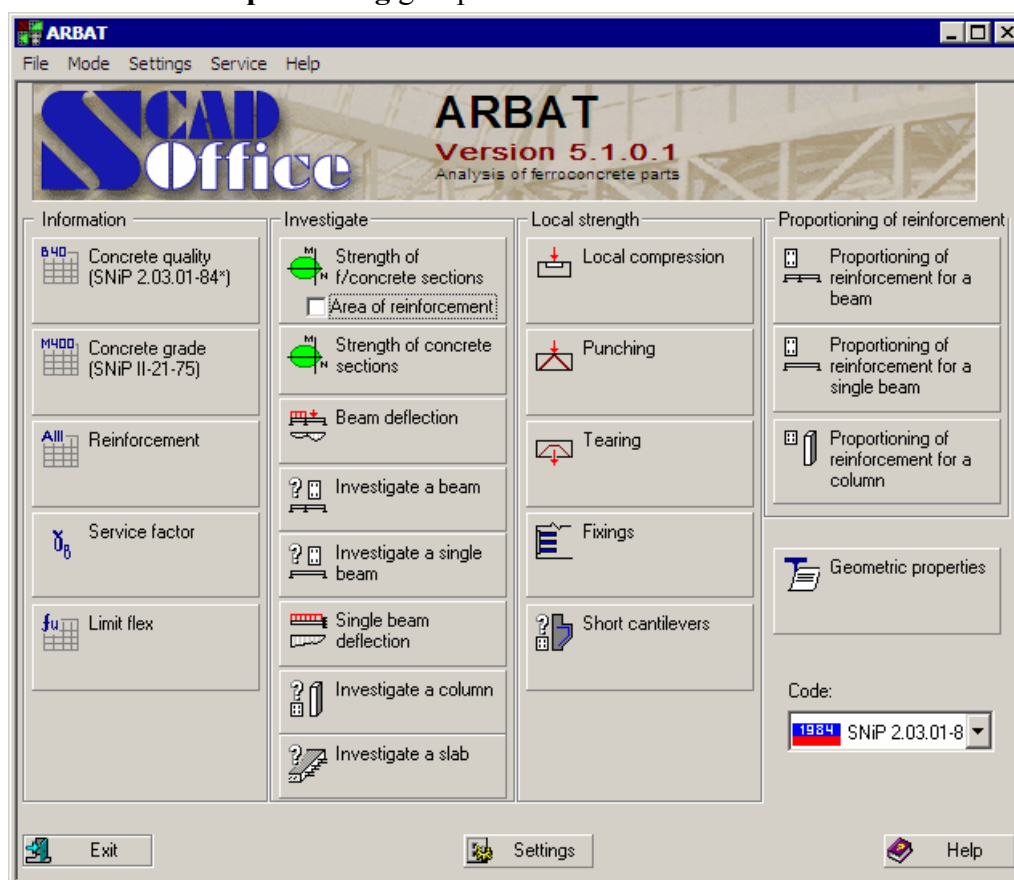 ARBAT
File Mode Settings Service Help
SCAD
Office
ARBAT
Version 5.1.0.1
Analysis of ferroconcrete parts
Information
B40
Concrete quality
(SNiP 2.03.01-84*)
M400
Concrete grade
(SNiP II-21-75)
AIII
Reinforcement
Service factor
fu
Limit flex
Investigate
M
N
Strength of
f/concrete sections
Area of reinforcement
M
N
Strength of concrete
sections
Beam deflection
? Investigate a beam
? Investigate a single
beam
Single beam
deflection
? Investigate a column
? Investigate a slab
Local strength
Local compression
Punching
Tearing
Fixings
? Short cantilevers
Proportioning of reinforcement
Proportioning of
reinforcement for a
beam
Proportioning of
reinforcement for a
single beam
Proportioning of
reinforcement for a
column
Geometric properties
Code:
1984 SNiP 2.03.01-8
Exit
Settings
Help